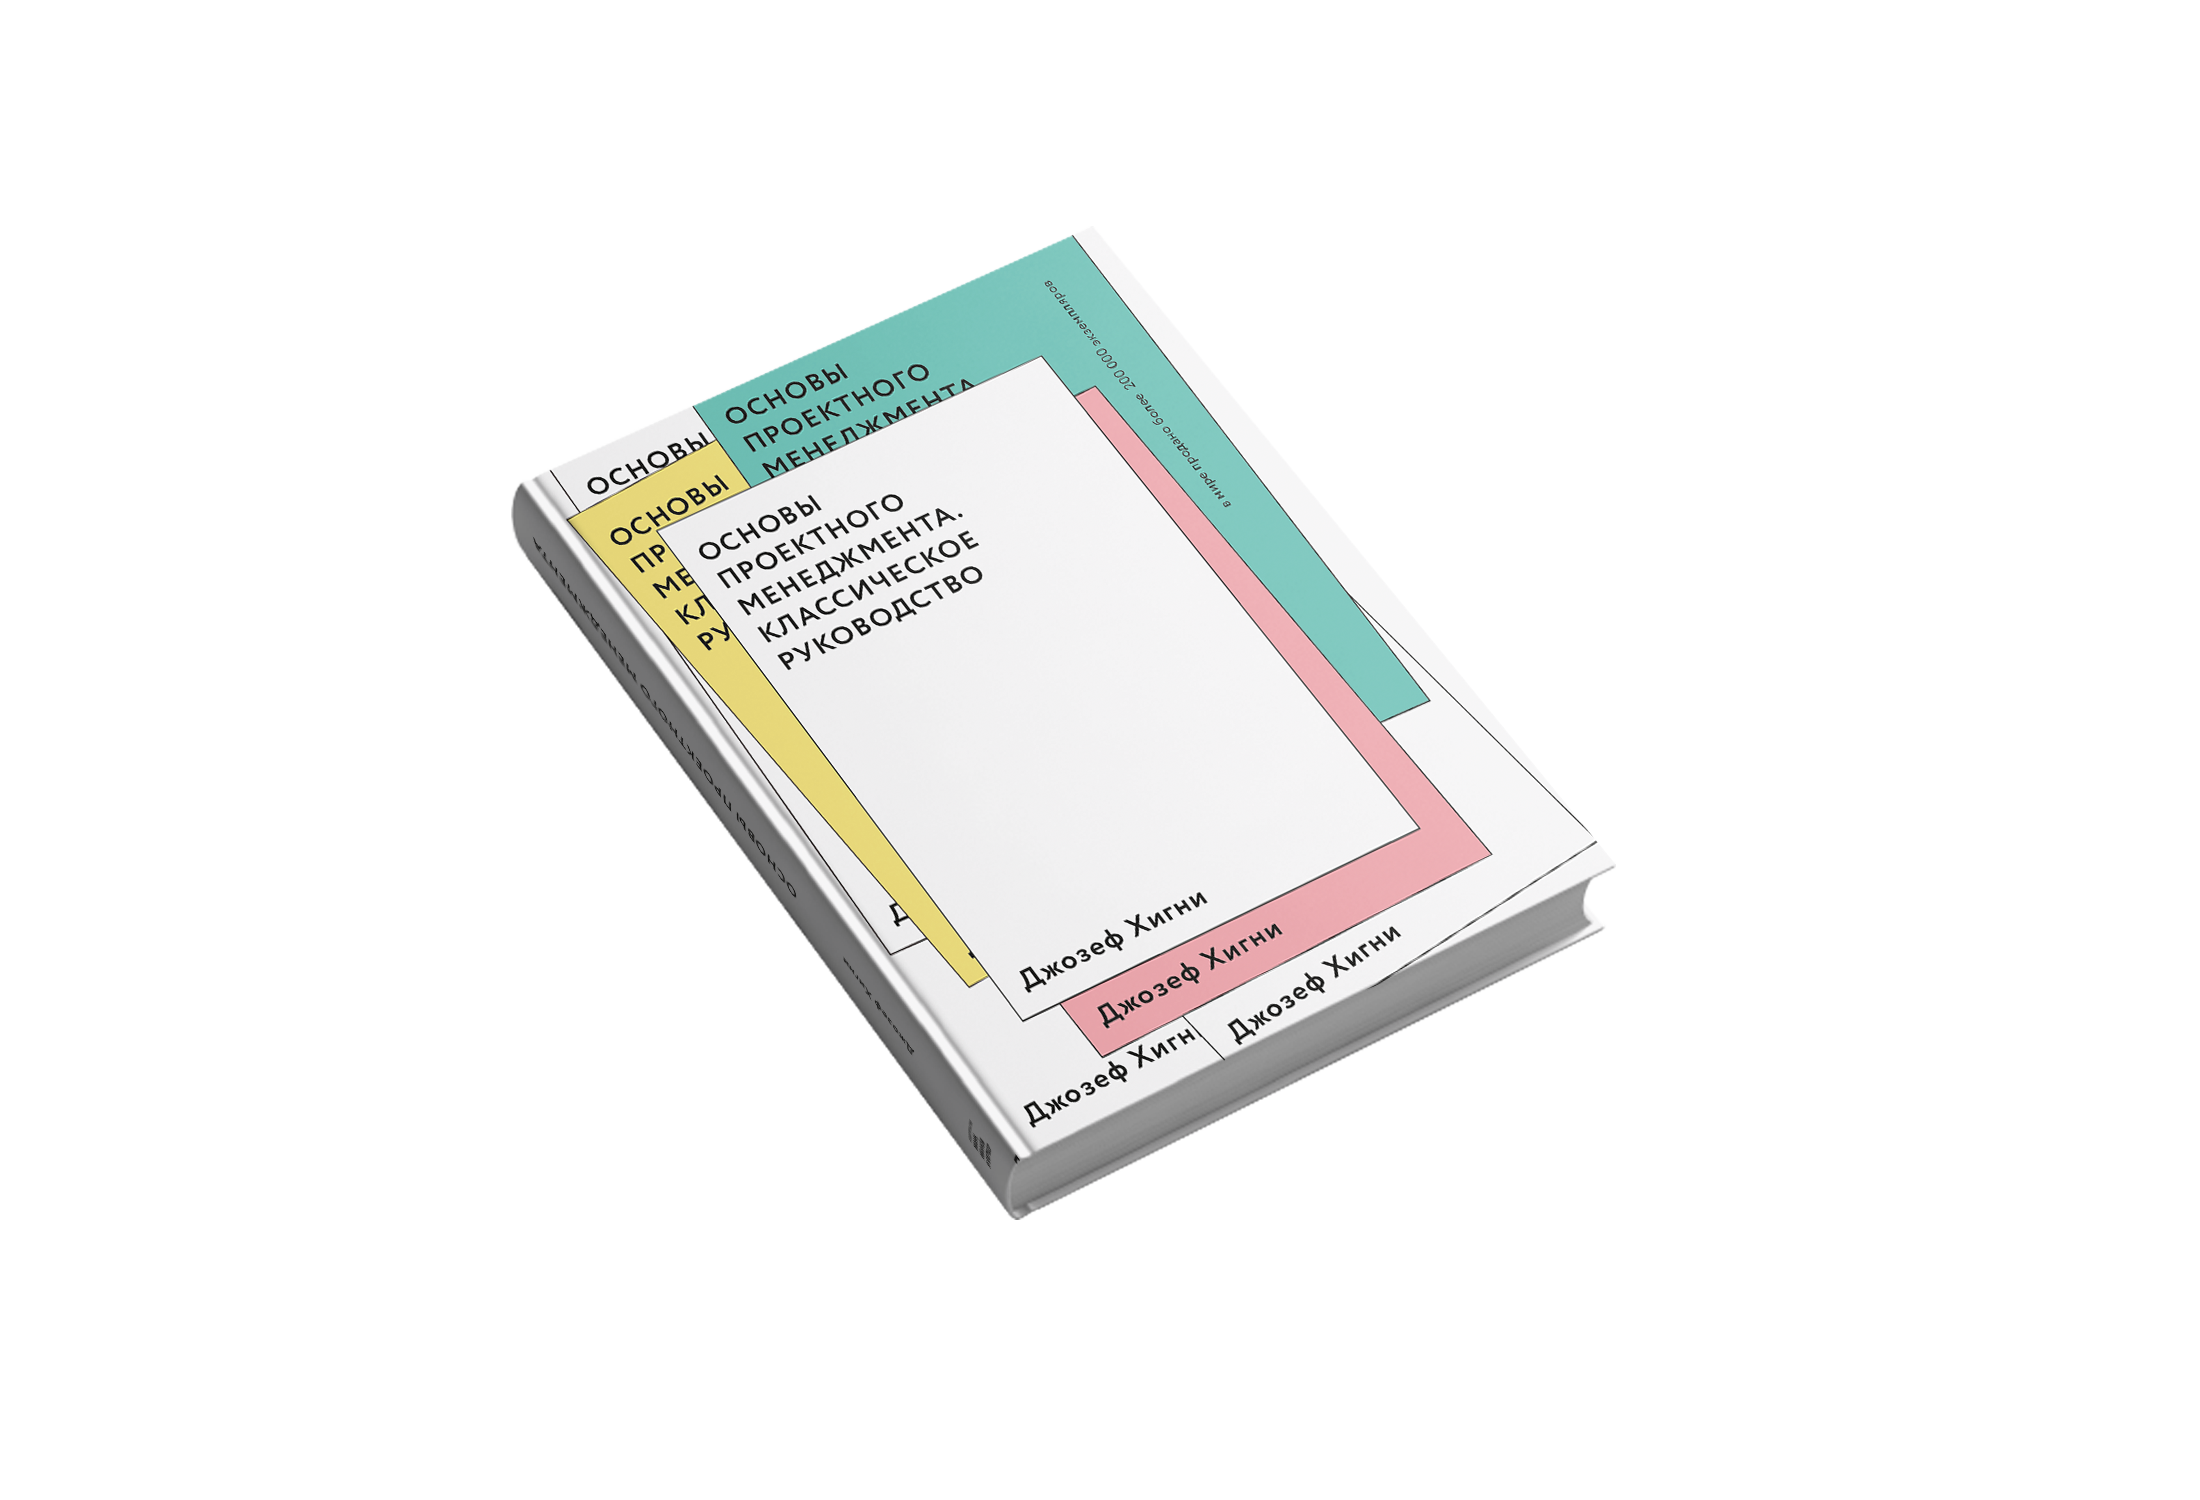 в мире продано более 200 000 экземпляров
ОСНОВЫ
ПРОЕКТНОГО
МЕНЕДЖМЕНТА
ОСНОВЫ
ОСНОВЫ
ПР
МЕ
КЛ
РУ
ОСНОВЫ
ПРОЕКТНОГО
МЕНЕДЖМЕНТА.
КЛАССИЧЕСКОЕ
РУКОВОДСТВО
Д
Джозеф Хигни
Джозеф Хигни
Джозеф Хигни
Джозеф Хигн
ОСНОВЫ ПРОЕКТНОГО МЕНЕДЖМЕНТА
Джозеф Хигни